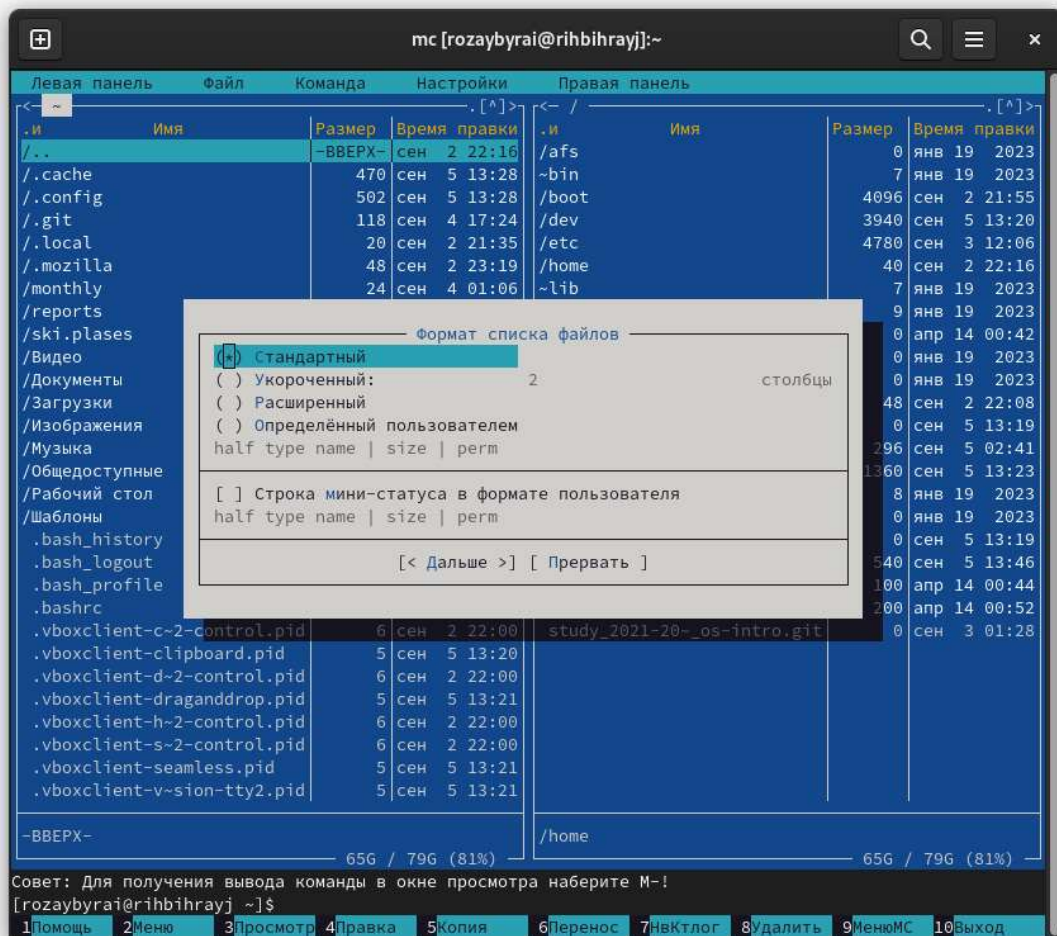 mc [rozaybyrai@rihbihrayj]:~
Левая панель Файл Команда Настройки Правая панель
<─ ~ ─.[^]>
.и Имя Размер Время правки
/.. -ВВЕРХ- сен 2 22:16
/.cache 470 сен 5 13:28
/.config 502 сен 5 13:28
/.git 118 сен 4 17:24
/.local 20 сен 2 21:35
/.mozilla 48 сен 2 23:19
/monthly 24 сен 4 01:06
/reports
/ski.plases
/Видео
/Документы
/Загрузки
/Изображения
/Музыка
/Общедоступные
/Рабочий стол
/Шаблоны
.bash_history
.bash_logout
.bash_profile
.bashrc
.vboxclient-c~2-control.pid 6 сен 2 22:00
.vboxclient-clipboard.pid 5 сен 5 13:20
.vboxclient-d~2-control.pid 6 сен 2 22:00
.vboxclient-draganddrop.pid 5 сен 5 13:21
.vboxclient-h~2-control.pid 6 сен 2 22:00
.vboxclient-s~2-control.pid 6 сен 2 22:00
.vboxclient-seamless.pid 5 сен 5 13:21
.vboxclient-v~sion-tty2.pid 5 сен 5 13:21
-ВВЕРХ-
65G / 79G (81%)
<─ / ─.[^]>
.и Имя Размер Время правки
/afs 0 янв 19 2023
~bin 7 янв 19 2023
/boot 4096 сен 2 21:55
/dev 3940 сен 5 13:20
/etc 4780 сен 3 12:06
/home 40 сен 2 22:16
~lib 7 янв 19 2023
9 янв 19 2023
0 апр 14 00:42
0 янв 19 2023
0 янв 19 2023
48 сен 2 22:08
0 сен 5 13:19
296 сен 5 02:41
1360 сен 5 13:23
8 янв 19 2023
0 янв 19 2023
0 сен 5 13:19
540 сен 5 13:46
100 апр 14 00:44
200 апр 14 00:52
study_2021-20~_os-intro.git 0 сен 3 01:28
/home
65G / 79G (81%)
Формат списка файлов
(*) Стандартный
( ) Укороченный: 2 столбцы
( ) Расширенный
( ) Определённый пользователем
half type name | size | perm
[ ] Строка мини-статуса в формате пользователя
half type name | size | perm
[< Дальше >] [ Прервать ]
Совет: Для получения вывода команды в окне просмотра наберите M-!
[rozaybyrai@rihbihrayj ~]$
1Помощь 2Меню 3Просмотр 4Правка 5Копия 6Перенос 7НвКтлог 8Удалить 9МенюМС 10Выход